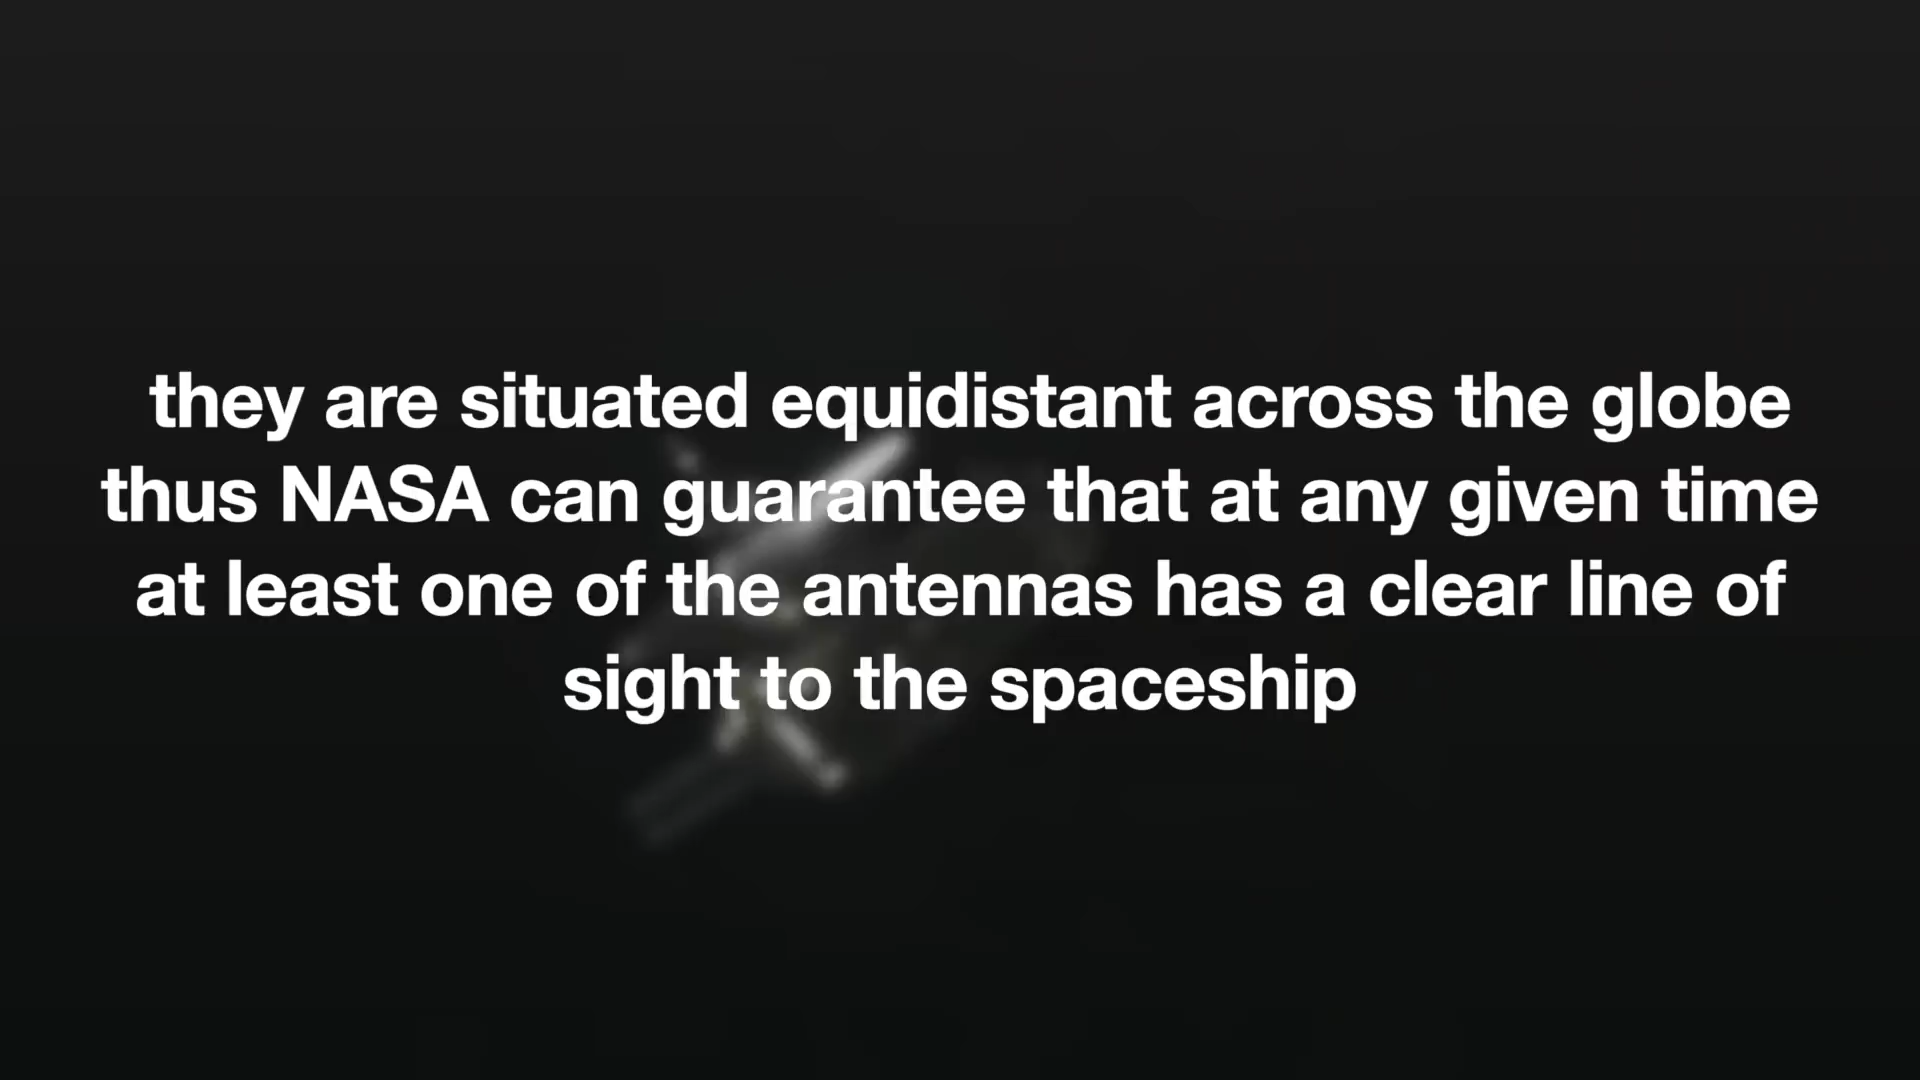 they are situated equidistant across the globe
thus NASA can guarantee that at any given time
at least one of the antennas has a clear line of
sight to the spaceship